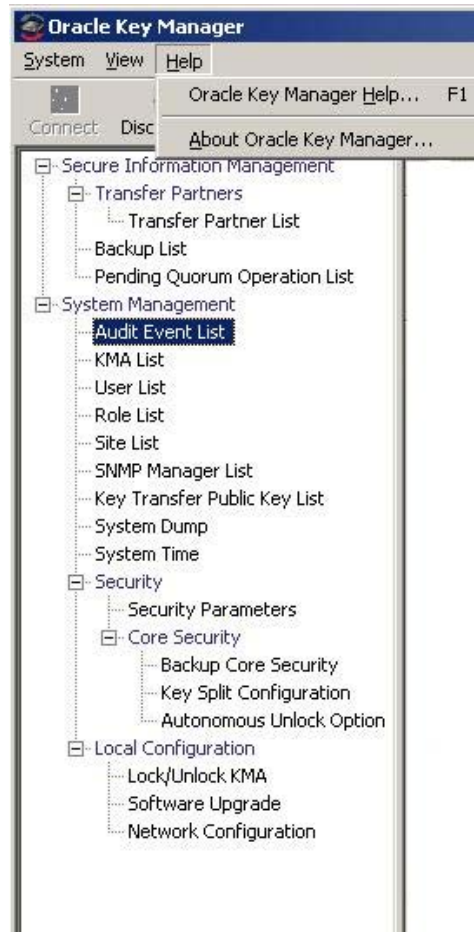 Oracle Key Manager
System View Help
Oracle Key Manager Help... F1
Connect Disc
About Oracle Key Manager...
Secure Information Management
Transfer Partners
Transfer Partner List
Backup List
Pending Quorum Operation List
System Management
Audit Event List
KMA List
User List
Role List
Site List
SNMP Manager List
Key Transfer Public Key List
System Dump
System Time
Security
Security Parameters
Core Security
Backup Core Security
Key Split Configuration
Autonomous Unlock Option
Local Configuration
Lock/Unlock KMA
Software Upgrade
Network Configuration